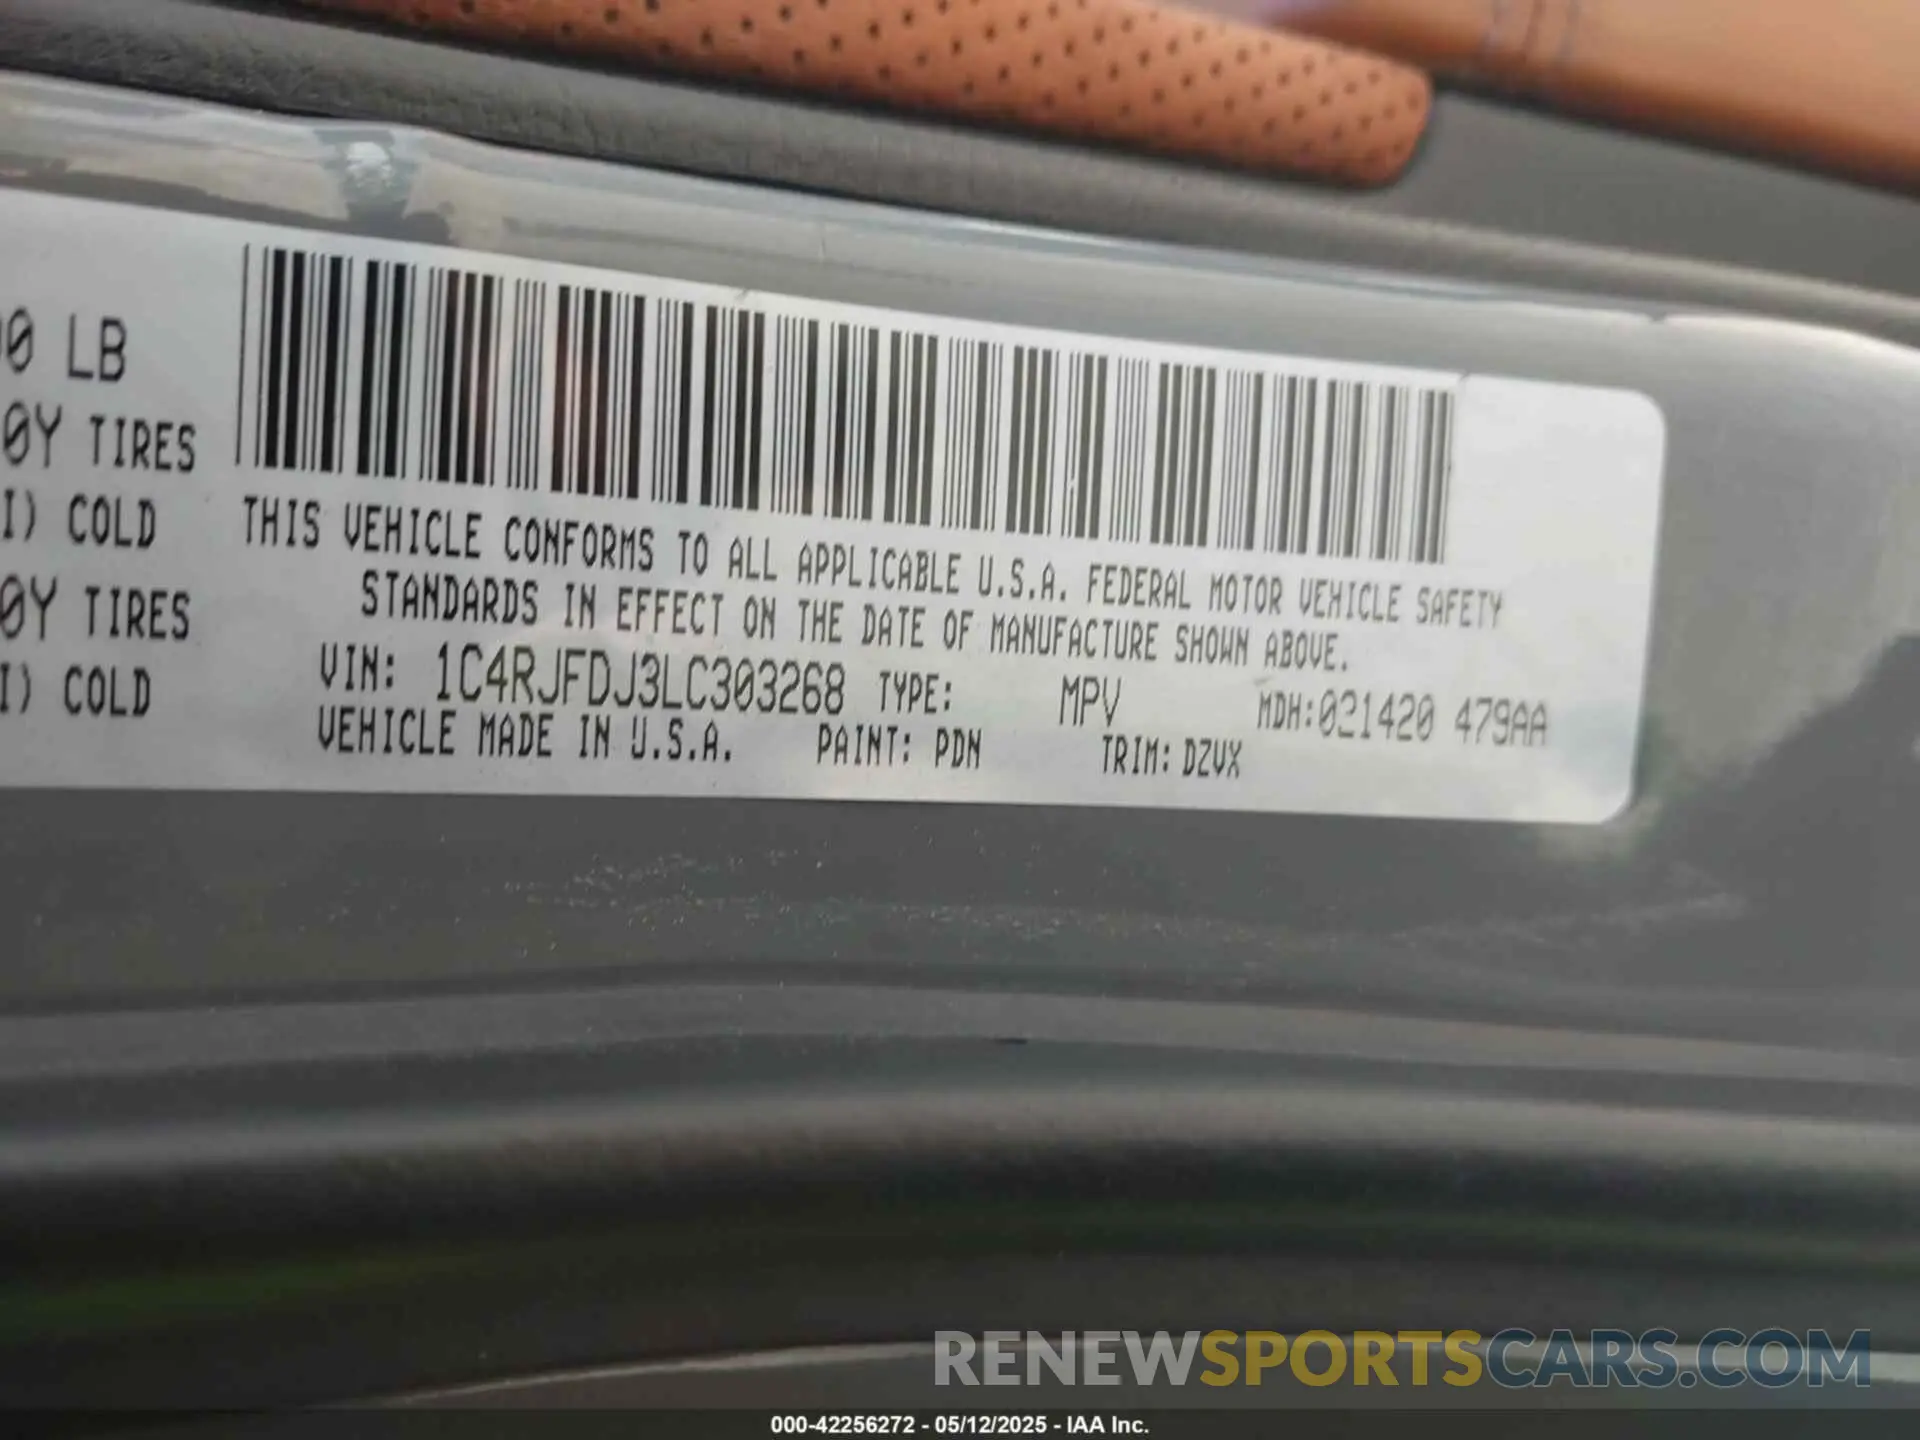 00 LB
0Y TIRES
I) COLD
0Y TIRES
I) COLD
THIS VEHICLE CONFORMS TO ALL APPLICABLE U.S.A. FEDERAL MOTOR VEHICLE SAFETY
STANDARDS IN EFFECT ON THE DATE OF MANUFACTURE SHOWN ABOVE.
VIN: 1C4RJFDJ3LC303268 TYPE: MPV MDH:021420 479AA
VEHICLE MADE IN U.S.A. PAINT: PDN TRIM: DZVX
RENEWSPORTSCARS.COM
000-42256272 - 05/12/2025 - IAA Inc.